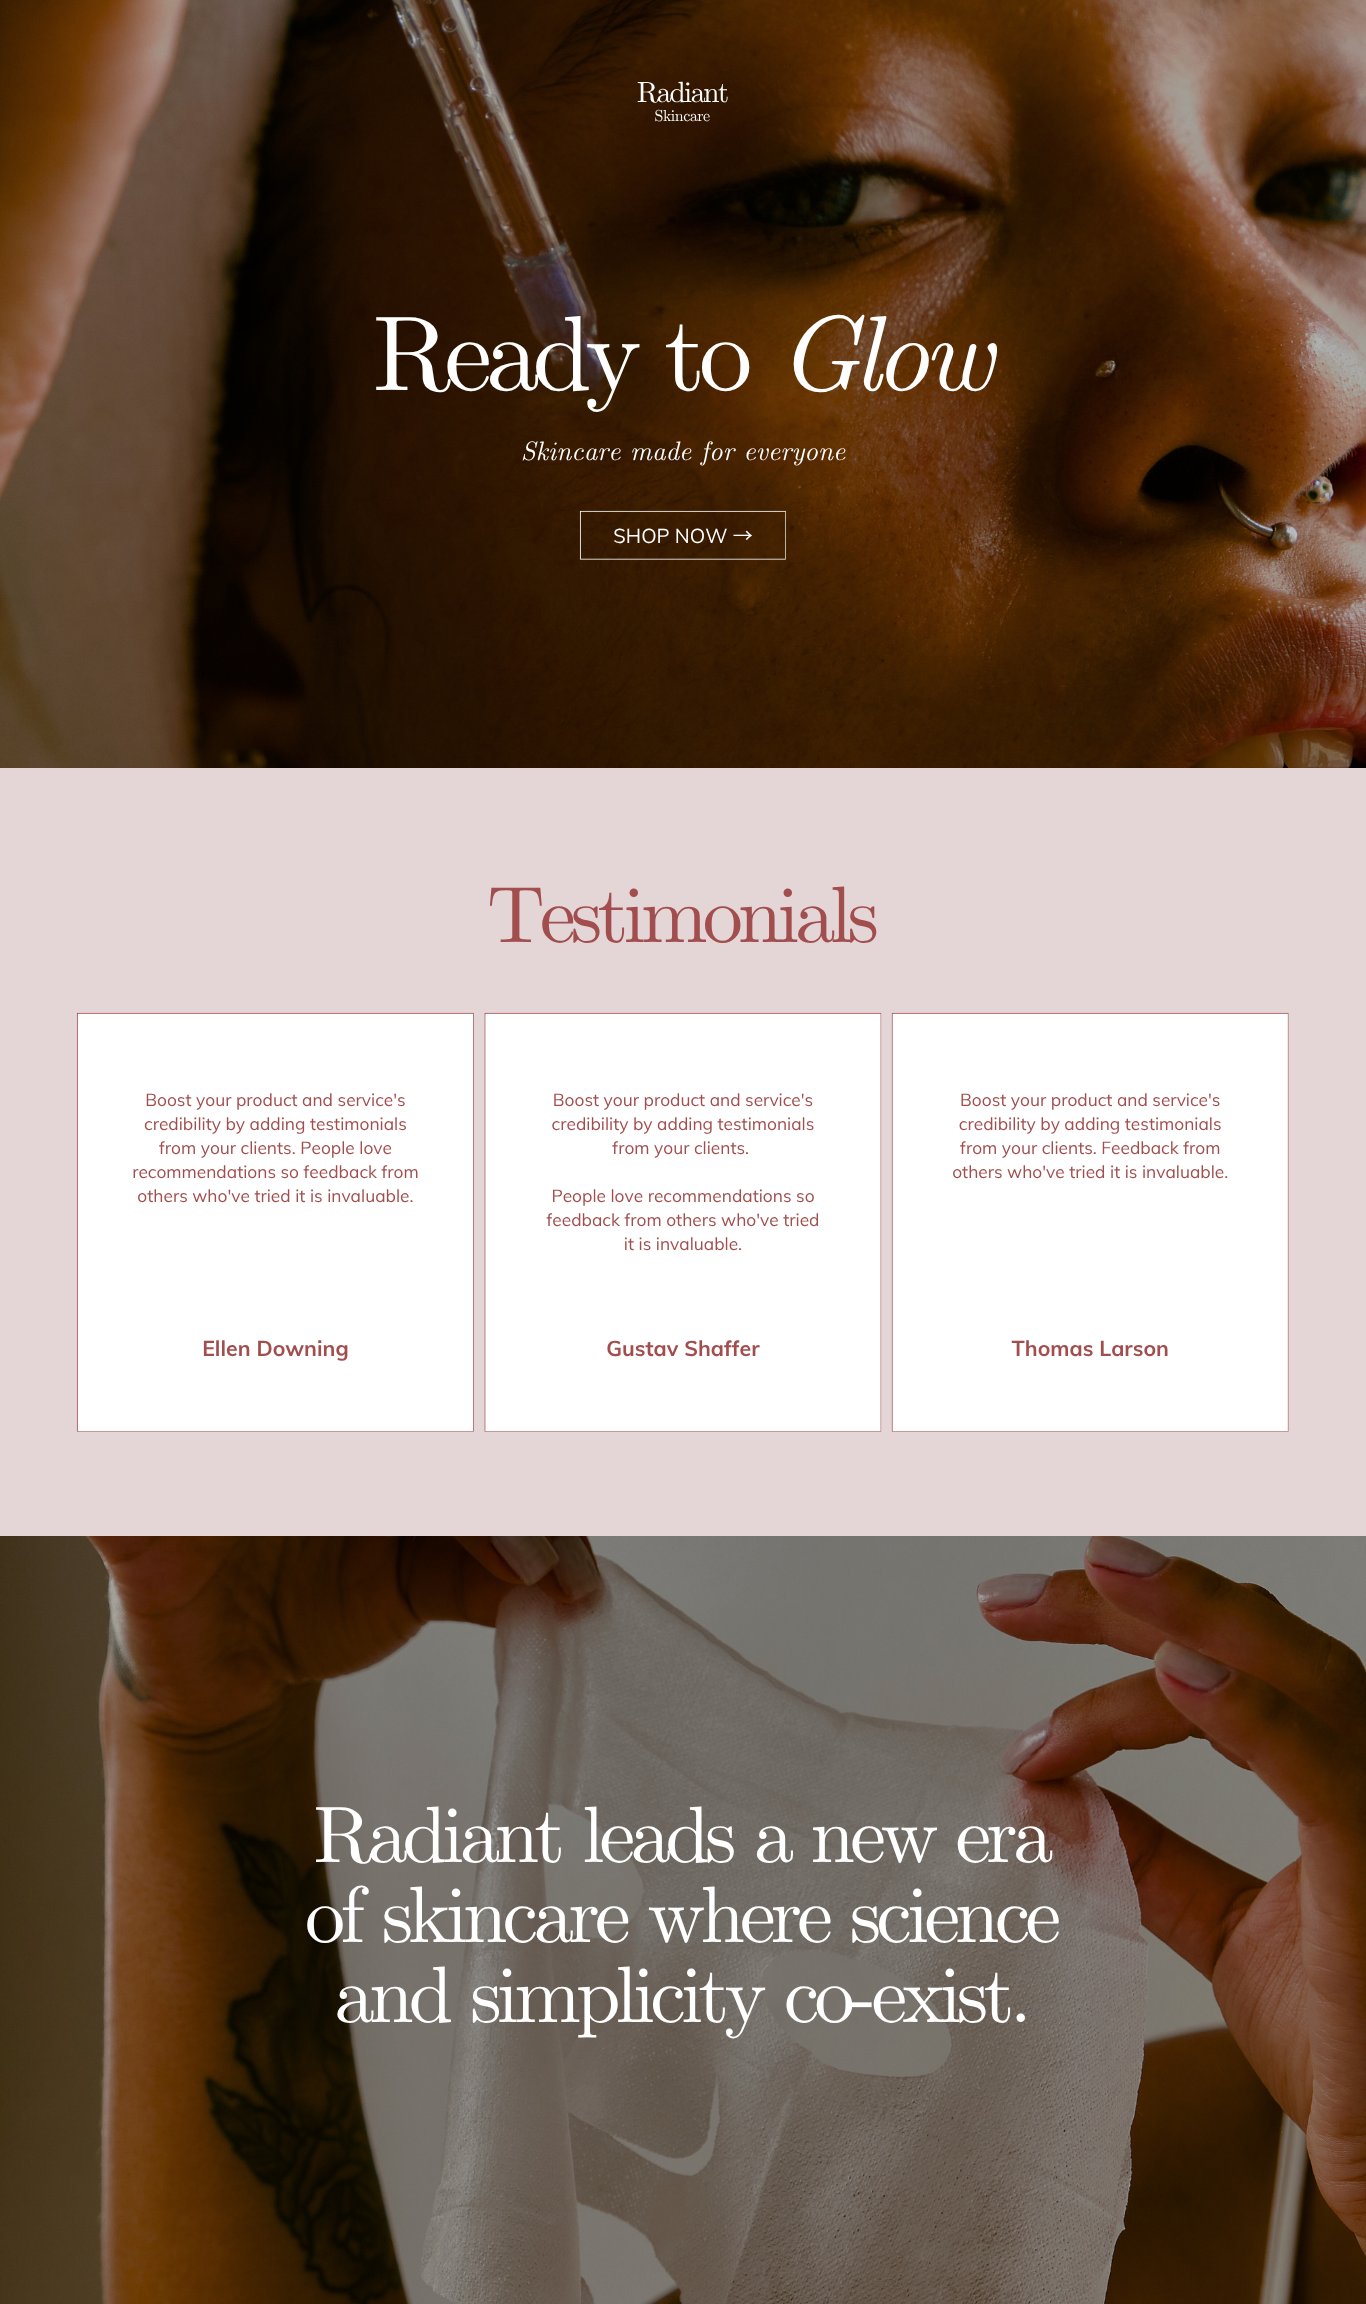 Radiant
Skincare
Ready to Glow
Skincare made for everyone
SHOP NOW →
Testimonials
Boost your product and service's
credibility by adding testimonials
from your clients. People love
recommendations so feedback from
others who've tried it is invaluable.
Ellen Downing
Boost your product and service's
credibility by adding testimonials
from your clients.
People love recommendations so
feedback from others who've tried
it is invaluable.
Gustav Shaffer
Boost your product and service's
credibility by adding testimonials
from your clients. Feedback from
others who've tried it is invaluable.
Thomas Larson
Radiant leads a new era
of skincare where science
and simplicity co-exist.